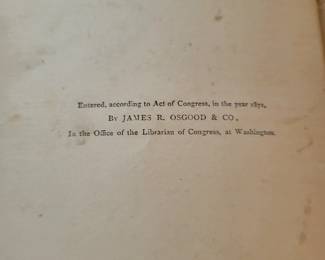 Entered, according to Act of Congress, in the year
By JAMES R. OSGOOD & CO.,
In the Office of the Librarian of Congress, at Washington.